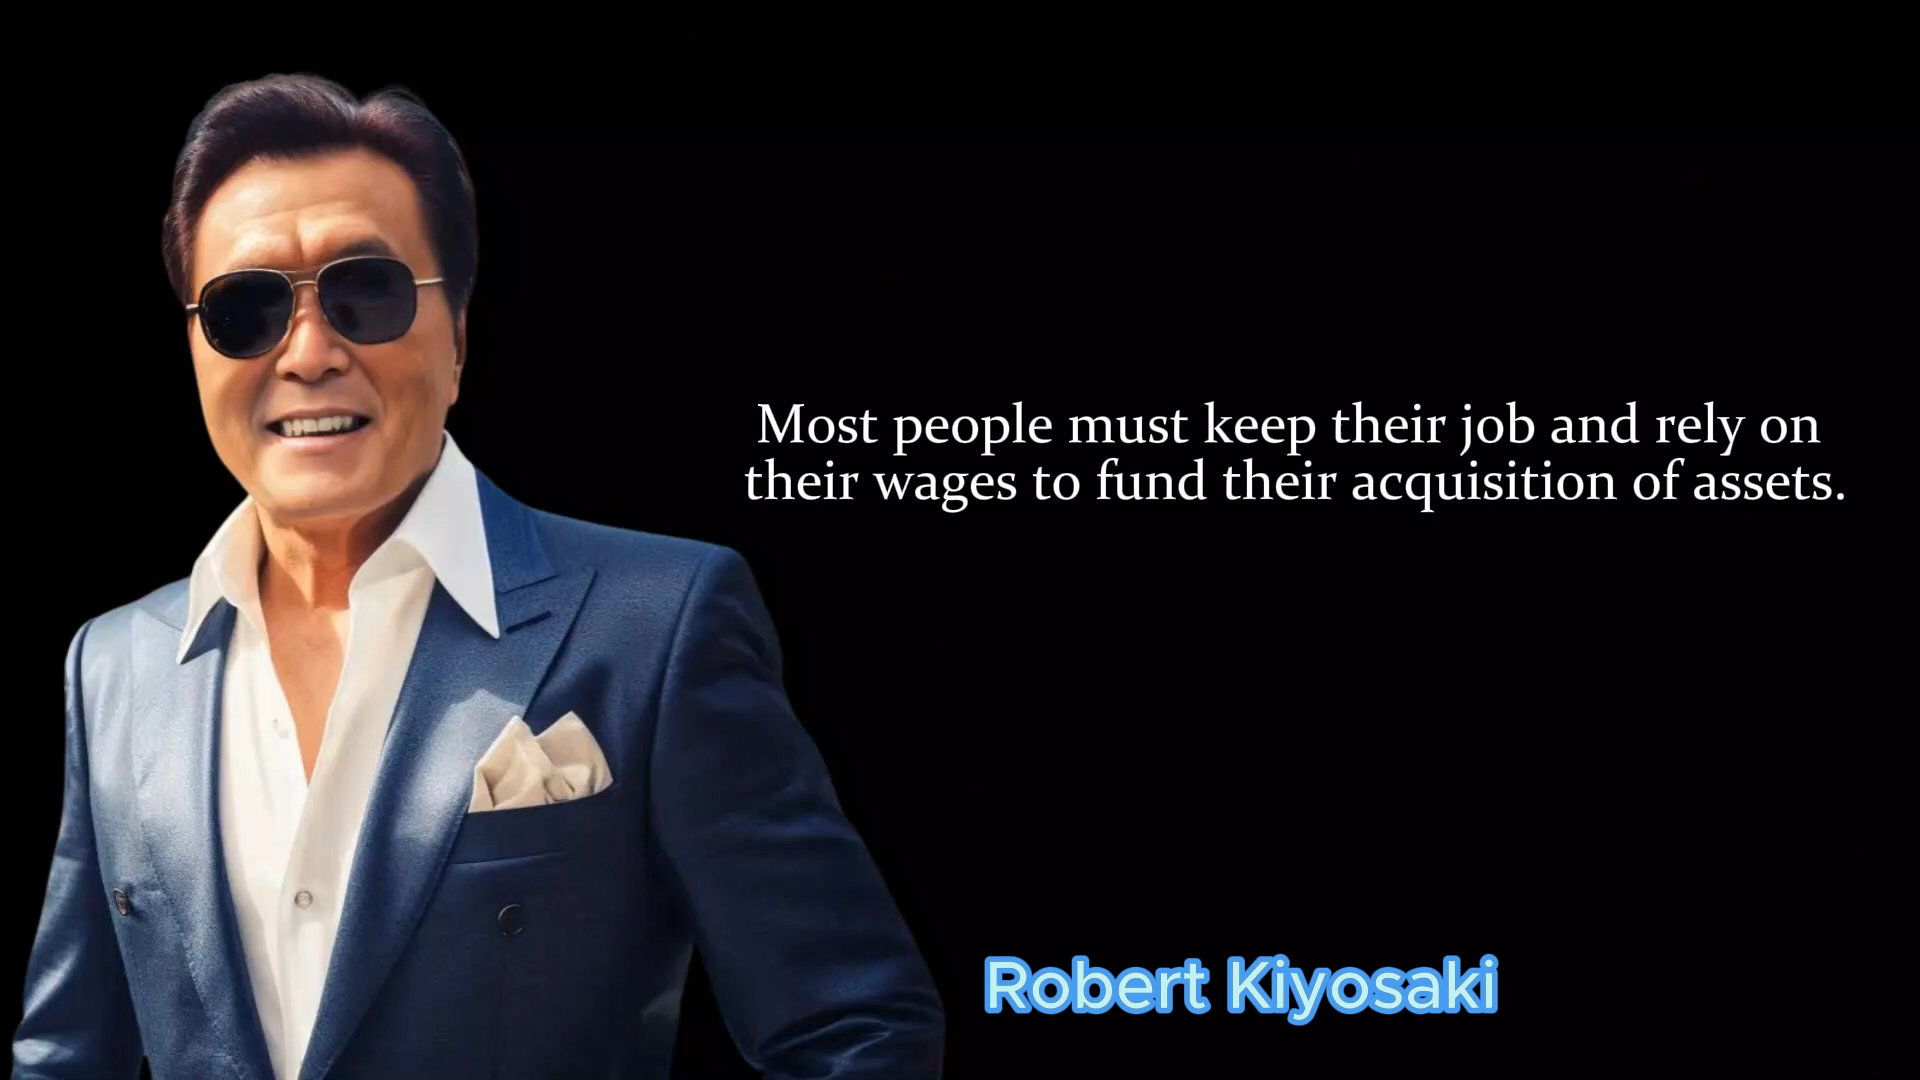 Most people must keep their job and rely on
their wages to fund their acquisition of assets.
Robert Kiyosaki